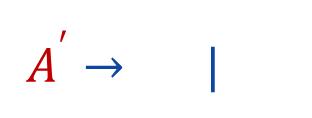 A′ → |